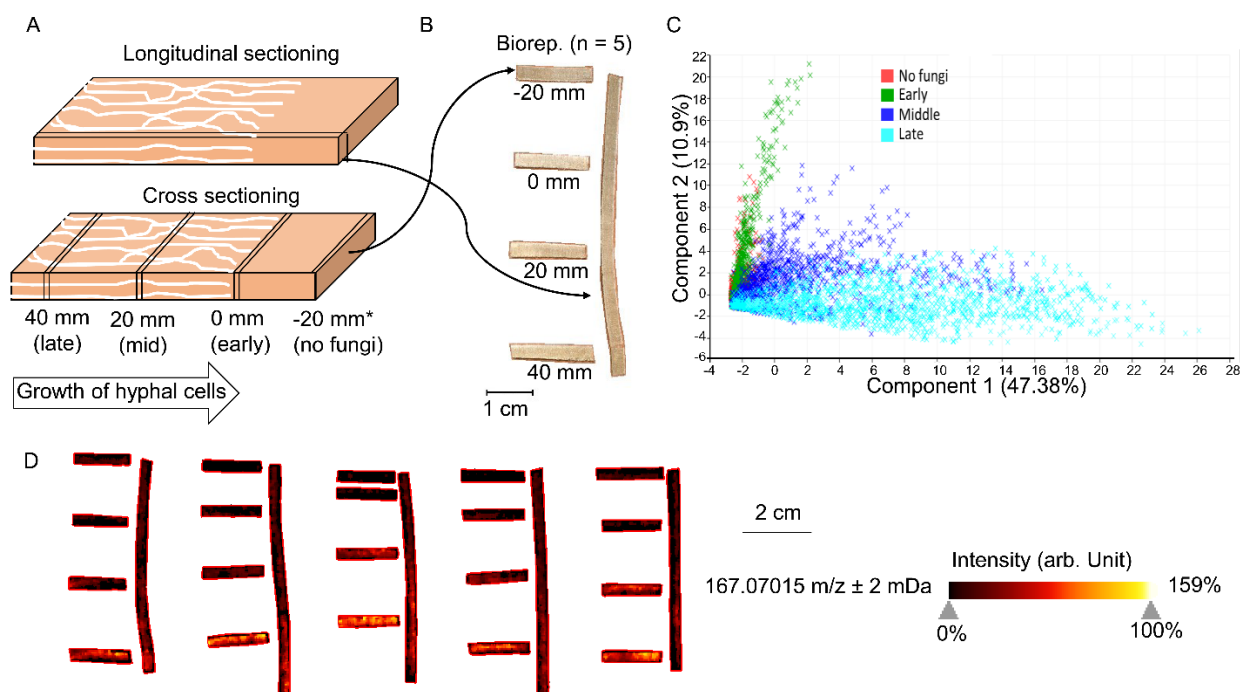 A
Longitudinal sectioning
Cross sectioning
40 mm
(late)
20 mm
(mid)
0 mm
(early)
-20 mm*
(no fungi)
Growth of hyphal cells
B
Biorep. (n = 5)
-20 mm
0 mm
20 mm
40 mm
1 cm
C
Component 2 (10.9%)
22
20
18
16
14
12
10
8
6
4
2
0
-2
-4
-6
No fungi
Early
Middle
Late
-4 -2 0 2 4 6 8 10 12 14 16 18 20 22 24 26 28
Component 1 (47.38%)
D
2 cm
167.07015 m/z ± 2 mDa
Intensity (arb. Unit)
159%
0%
100%